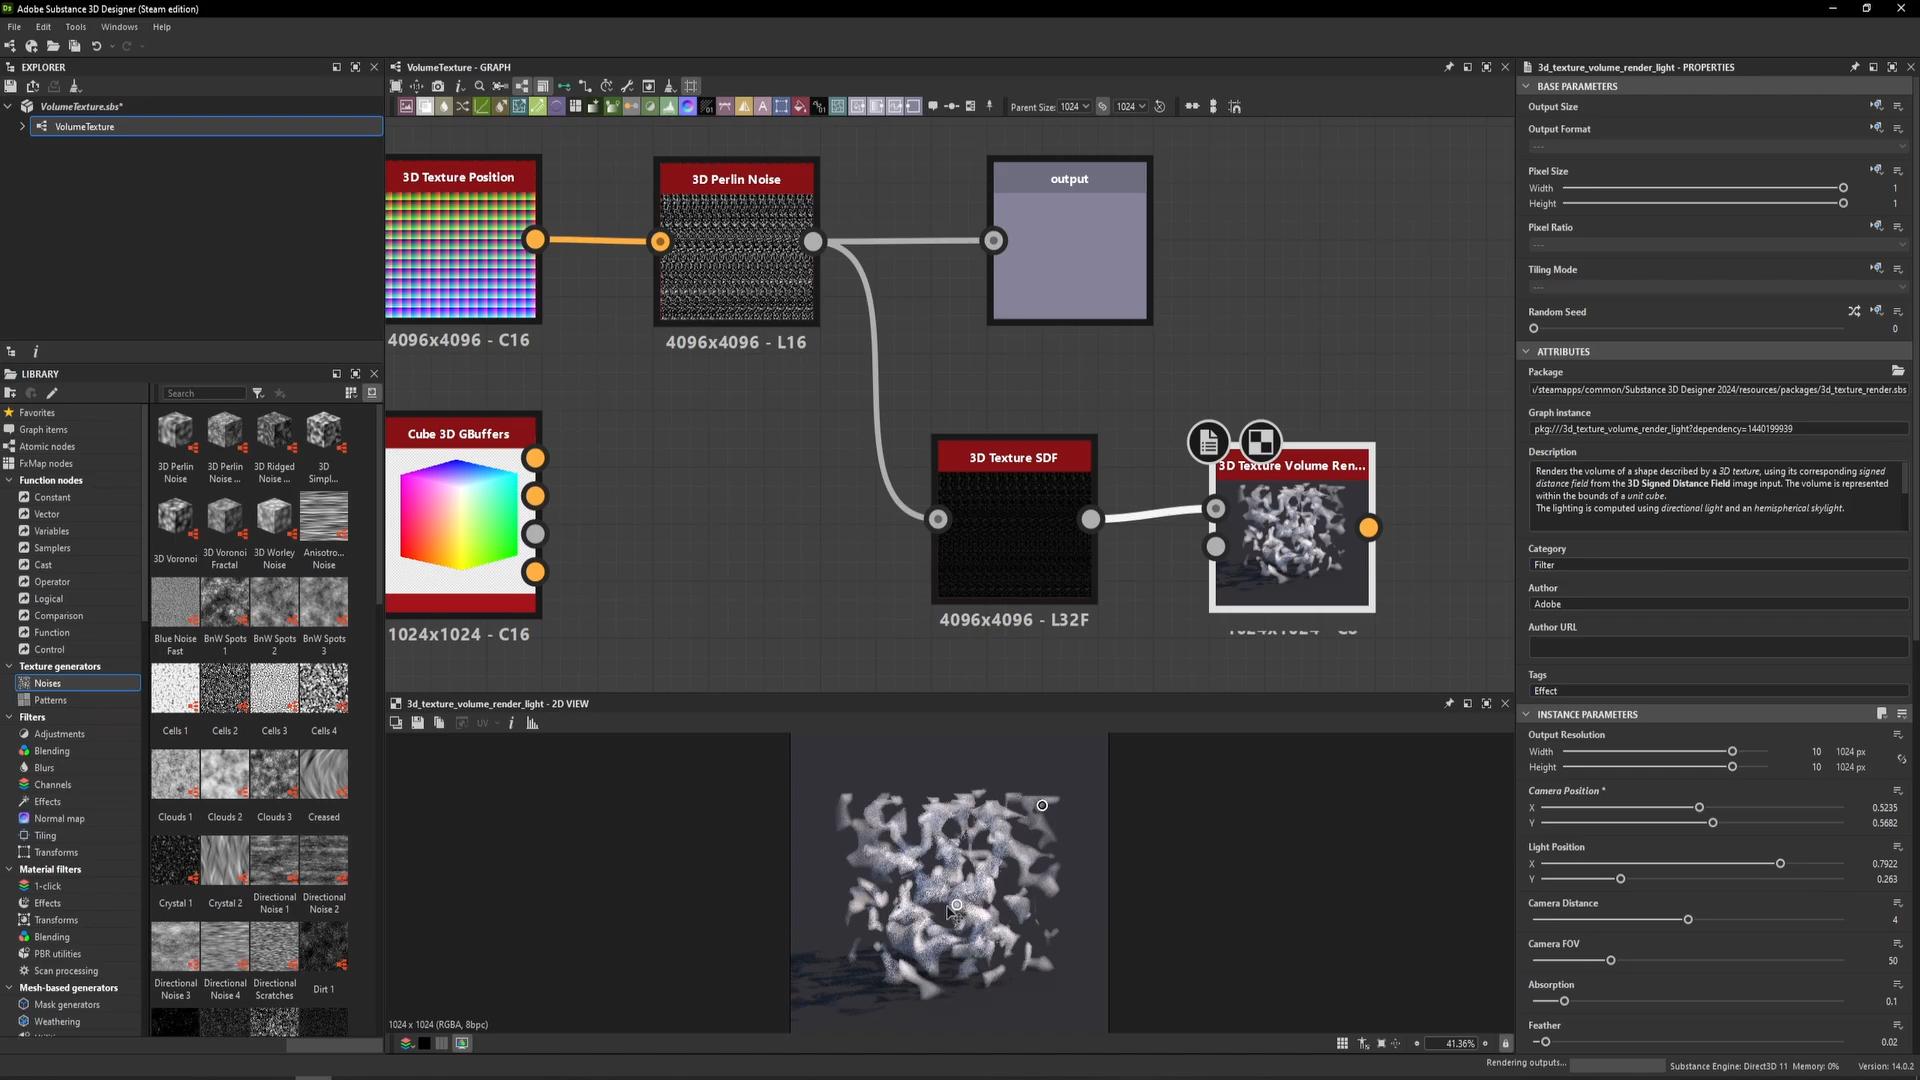 Adobe Substance 3D Designer (Steam edition)
File Edit Tools Windows Help
EXPLORER
VolumeTexture.sbs*
VolumeTexture
LIBRARY
Search
Favorites
Graph items
Atomic nodes
FxMap nodes
Function nodes
Constant
Vector
Variables
Samplers
Cast
Operator
Logical
Comparison
Function
Control
Texture generators
Noises
Patterns
Filters
Adjustments
Blending
Blurs
Channels
Effects
Normal map
Tiling
Transforms
Material filters
1-click
Effects
Transforms
Blending
PBR utilities
Scan processing
Mesh-based generators
Mask generators
Weathering
3D Perlin Noise
3D Perlin Noise ...
3D Ridged Noise ...
3D Simpl...
3D Voronoi
3D Voronoi Fractal
3D Worley Noise
Anisotro... Noise
Blue Noise Fast
BnW Spots 1
BnW Spots 2
BnW Spots 3
Cells 1
Cells 2
Cells 3
Cells 4
Clouds 1
Clouds 2
Clouds 3
Creased
Crystal 1
Crystal 2
Directional Noise 1
Directional Noise 2
Directional Noise 3
Directional Noise 4
Directional Scratches
Dirt 1
VolumeTexture - GRAPH
Parent Size: 1024 1024
3D Texture Position
4096x4096 - C16
3D Perlin Noise
4096x4096 - L16
output
Cube 3D GBuffers
1024x1024 - C16
3D Texture SDF
4096x4096 - L32F
3D Texture Volume Ren...
3d_texture_volume_render_light - 2D VIEW
UV
1024 x 1024 (RGBA, 8bpc)
41.36%
3d_texture_volume_render_light - PROPERTIES
BASE PARAMETERS
Output Size
Output Format
---
Pixel Size
Width 1
Height 1
Pixel Ratio
---
Tiling Mode
---
Random Seed
0
ATTRIBUTES
Package
/steamapps/common/Substance 3D Designer 2024/resources/packages/3d_texture_render.sbs
Graph instance
pkg:///3d_texture_volume_render_light?dependency=1440199939
Description
Renders the volume of a shape described by a 3D texture, using its corresponding signed
distance field from the 3D Signed Distance Field image input. The volume is represented
within the bounds of a unit cube.
The lighting is computed using directional light and an hemispherical skylight.
Category
Filter
Author
Adobe
Author URL
Tags
Effect
INSTANCE PARAMETERS
Output Resolution
Width 10 1024 px
Height 10 1024 px
Camera Position *
X 0.5235
Y 0.5682
Light Position
X 0.7922
Y 0.263
Camera Distance
4
Camera FOV
50
Absorption
0.1
Feather
0.02
Rendering outputs...
Substance Engine: Direct3D 11 Memory: 0%
Version: 14.0.2